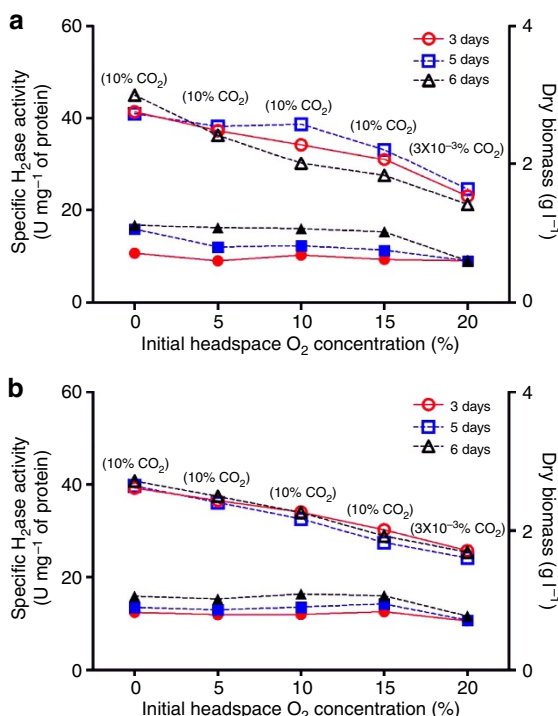 a
60
40
20
0
Specific H₂ase activity
(U mg⁻¹ of protein)
(10% CO₂)
(10% CO₂)
(10% CO₂)
(10% CO₂)
(3X10⁻³% CO₂)
3 days
5 days
6 days
4
2
0
Dry biomass (g l⁻¹)
0 5 10 15 20
Initial headspace O₂ concentration (%)
b
60
40
20
0
Specific H₂ase activity
(U mg⁻¹ of protein)
(10% CO₂)
(10% CO₂)
(10% CO₂)
(10% CO₂)
(3X10⁻³% CO₂)
3 days
5 days
6 days
4
2
0
Dry biomass (g l⁻¹)
0 5 10 15 20
Initial headspace O₂ concentration (%)